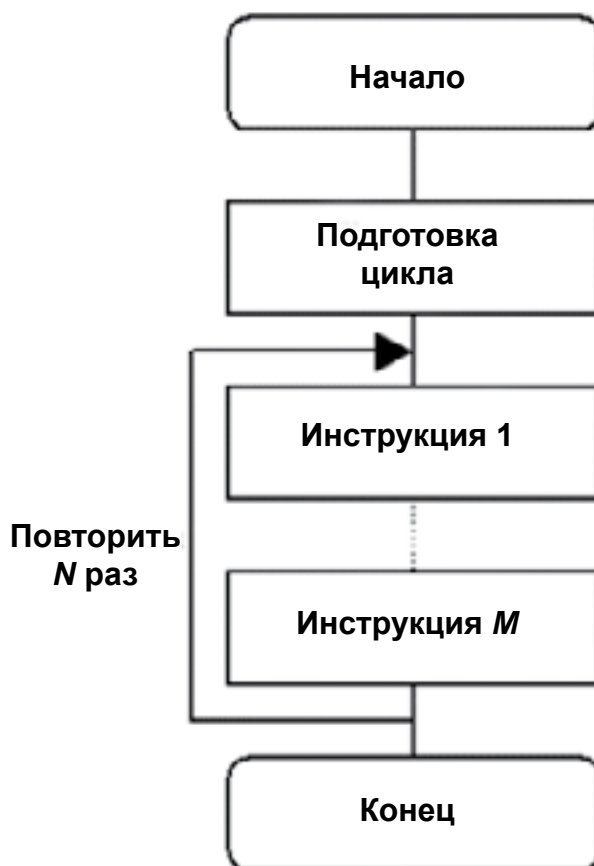 Начало
Подготовка
цикла
Инструкция 1
Повторить
N раз
Инструкция M
Конец